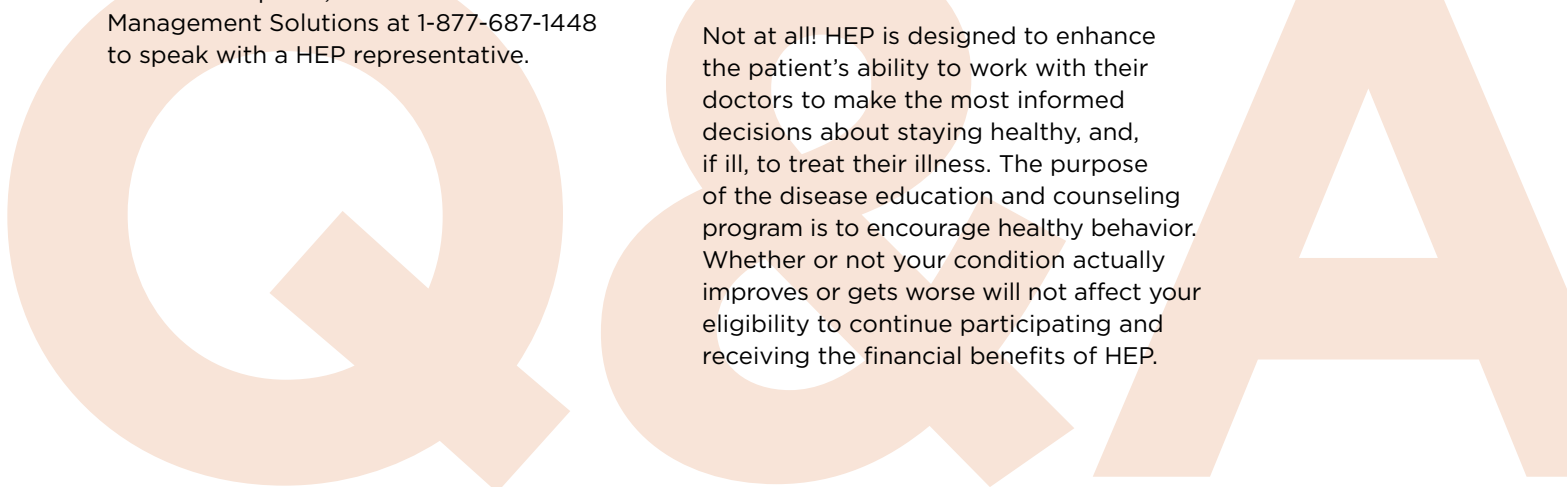 Management Solutions at 1-877-687-1448
to speak with a HEP representative.
Not at all! HEP is designed to enhance
the patient’s ability to work with their
doctors to make the most informed
decisions about staying healthy, and,
if ill, to treat their illness. The purpose
of the disease education and counseling
program is to encourage healthy behavior.
Whether or not your condition actually
improves or gets worse will not affect your
eligibility to continue participating and
receiving the financial benefits of HEP.
Q&A